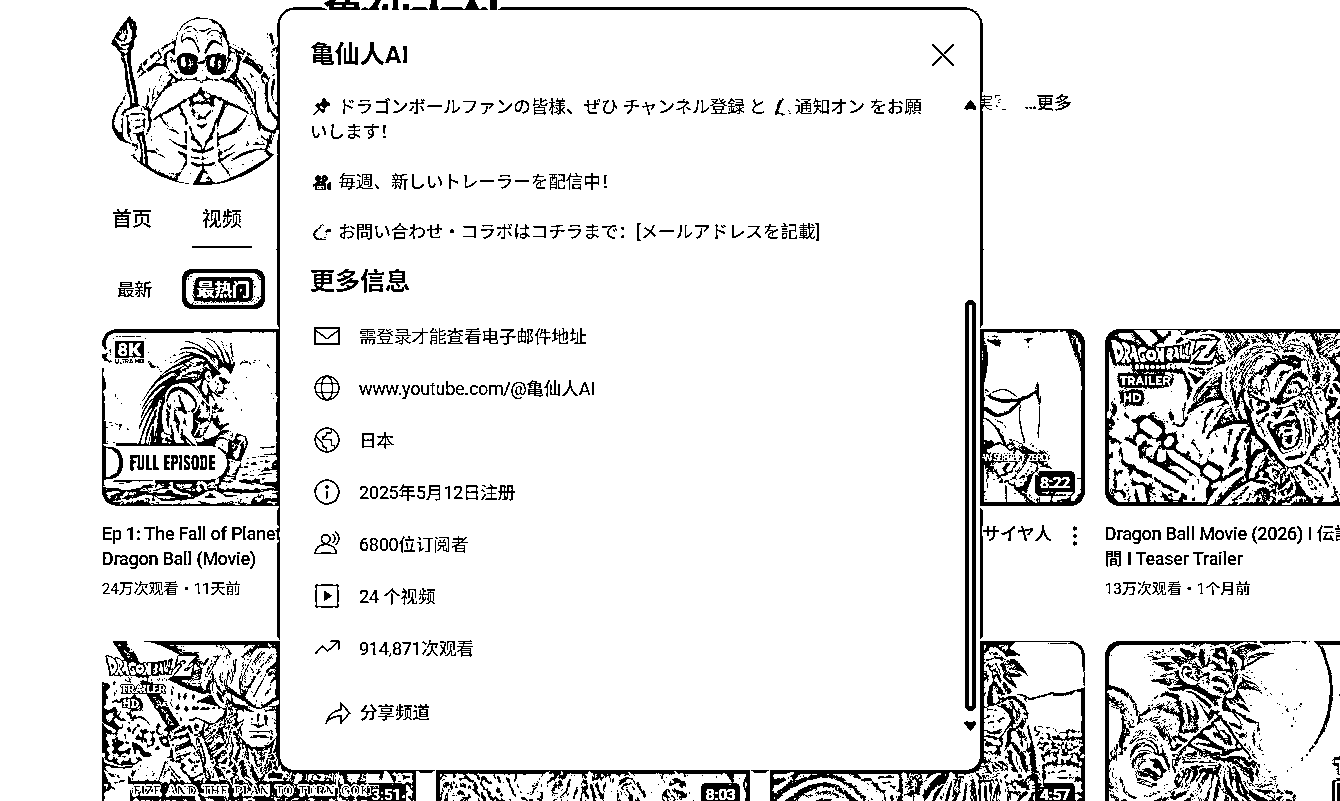 亀仙人AI
📌 ドラゴンボールファンの皆様、ぜひ チャンネル登録 と 🔔 通知オン をお願
いします！
🎥 毎週、新しいトレーラーを配信中！
👉 お問い合わせ・コラボはコチラまで：[メールアドレスを記載]
更多信息
需登录才能查看电子邮件地址
www.youtube.com/@亀仙人AI
日本
2025年5月12日注册
6800位订阅者
24 个视频
914,871次观看
分享频道
...更多
首页 视频
最新 最热门
8K
ULTRA HD
FULL EPISODE
Ep 1: The Fall of Planet
Dragon Ball (Movie)
24万次观看・11天前
8:22
サイヤ人
DRAGON BALL Z
TRAILER
HD
Dragon Ball Movie (2026) I 伝
間 I Teaser Trailer
13万次观看・1个月前
DRAGON BALL Z
TRAILER
HD
3:51
8:03
4:57